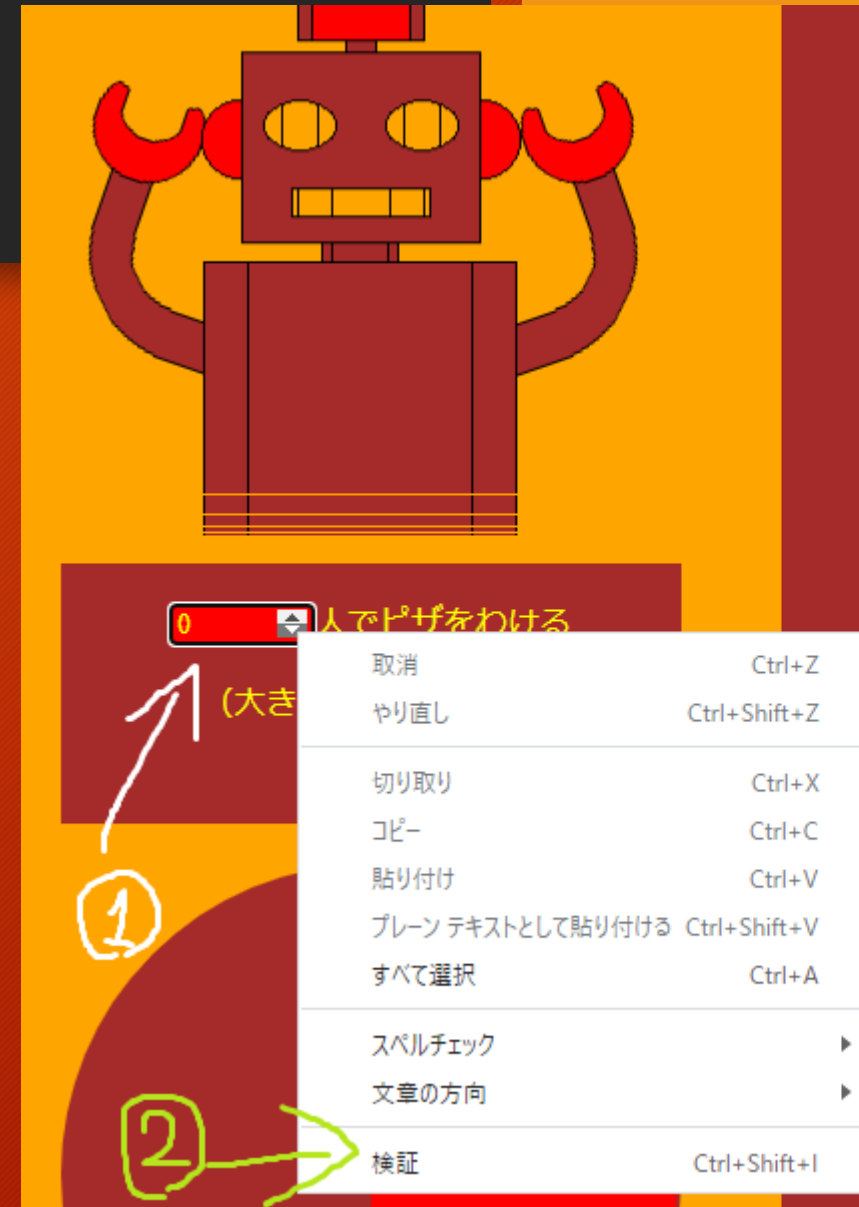 0人でピザをわける
(大き
取消 Ctrl+Z
やり直し Ctrl+Shift+Z
切り取り Ctrl+X
コピー Ctrl+C
貼り付け Ctrl+V
プレーン テキストとして貼り付ける Ctrl+Shift+V
すべて選択 Ctrl+A
スペルチェック
文章の方向
検証 Ctrl+Shift+I
1
2